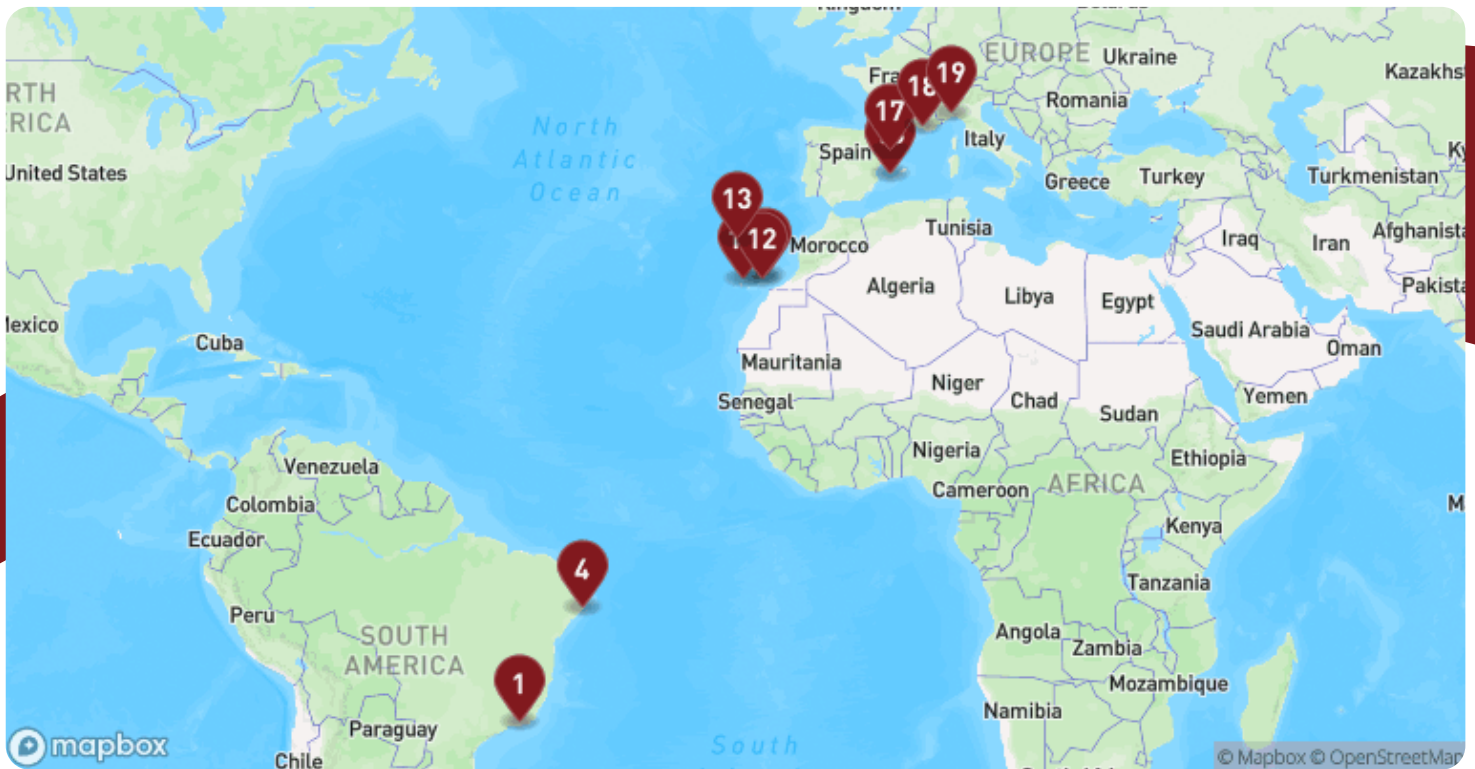 EUROPE
Ukraine
Kazakhs
19
18
Fra
Romania
RTH
ERICA
17
North
Atlantic
Ocean
Italy
Spain
United States
Greece
Turkey
Turkmenistan
Ky
13
Tunisia
12
Morocco
Iraq
Iran
Afghanista
Algeria
Libya
Egypt
Pakista
Mexico
Cuba
Saudi Arabia
Oman
Mauritania
Niger
Chad
Yemen
Senegal
Sudan
Nigeria
Ethiopia
Venezuela
Colombia
Cameroon
AFRICA
M
Ecuador
Kenya
4
Tanzania
Peru
SOUTH
AMERICA
Angola
Zambia
1
Mozambique
Namibia
Paraguay
South
mapbox
Chile
© Mapbox © OpenStreetMap